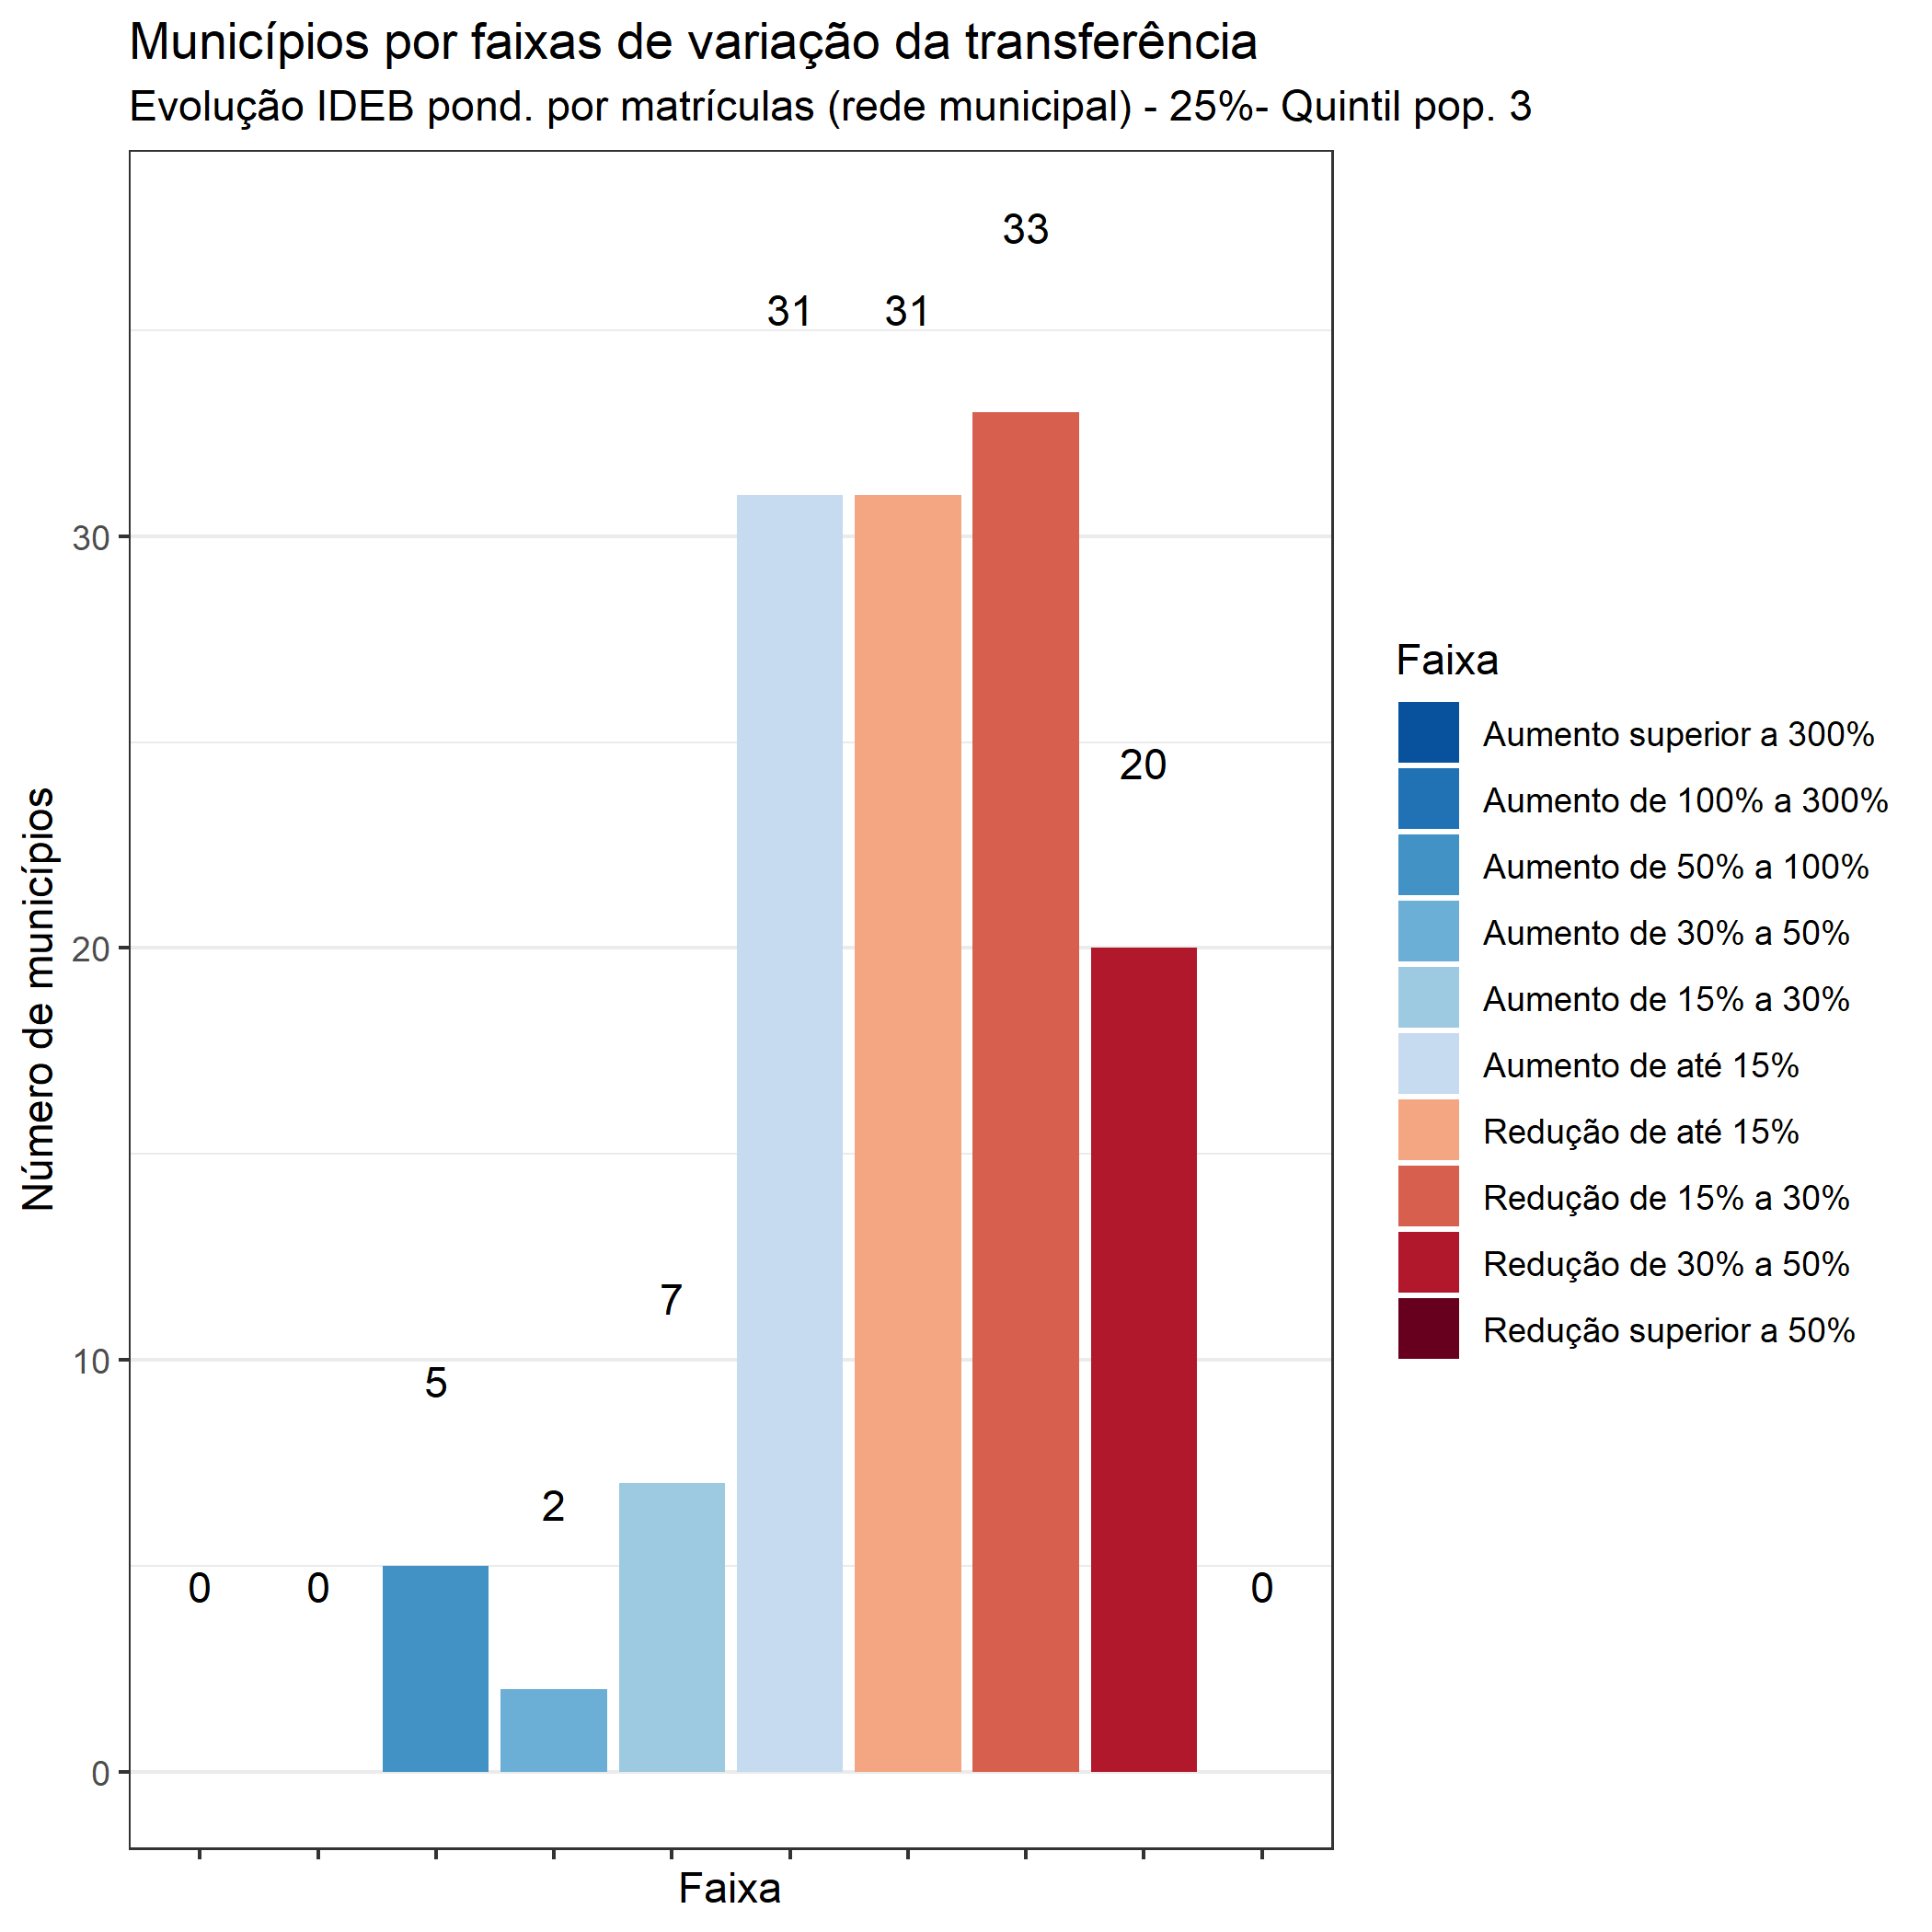 Municípios por faixas de variação da transferência
Evolução IDEB pond. por matrículas (rede municipal) - 25%- Quintil pop. 3
Número de municípios
30
20
10
0
0
0
5
2
7
31
31
33
20
0
Faixa
Faixa
Aumento superior a 300%
Aumento de 100% a 300%
Aumento de 50% a 100%
Aumento de 30% a 50%
Aumento de 15% a 30%
Aumento de até 15%
Redução de até 15%
Redução de 15% a 30%
Redução de 30% a 50%
Redução superior a 50%